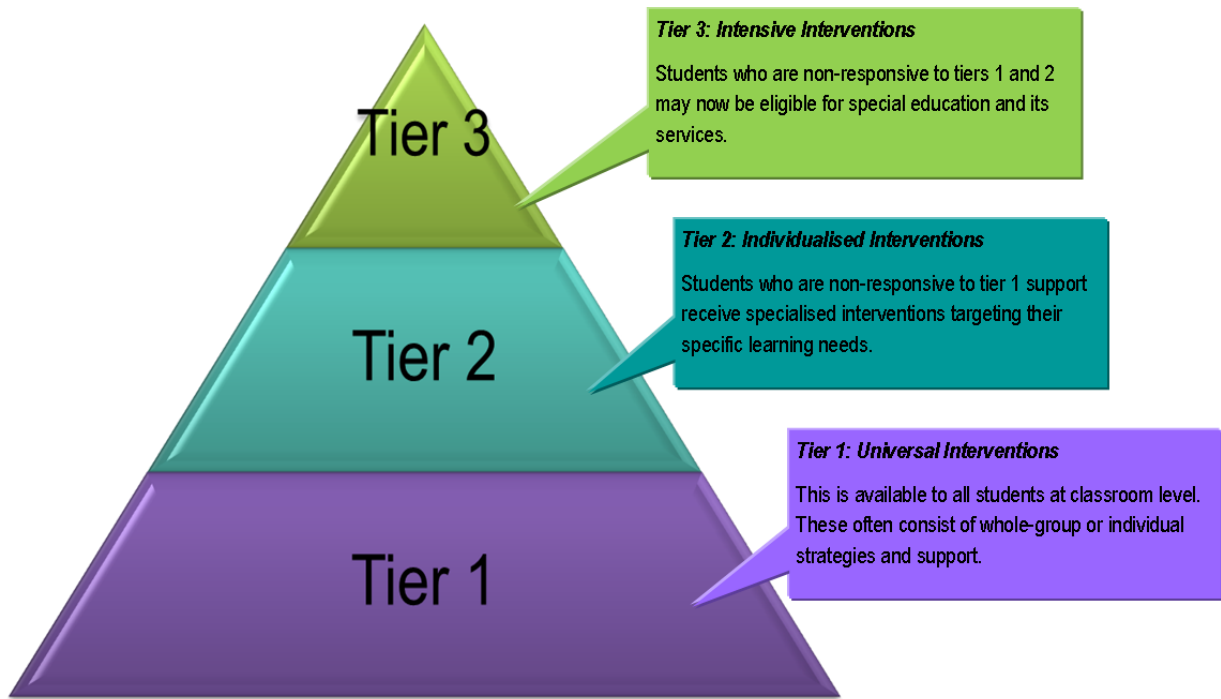 Tier 3
Tier 3: Intensive Interventions
Students who are non-responsive to tiers 1 and 2
may now be eligible for special education and its
services.
Tier 2
Tier 2: Individualised Interventions
Students who are non-responsive to tier 1 support
receive specialised interventions targeting their
specific learning needs.
Tier 1
Tier 1: Universal Interventions
This is available to all students at classroom level.
These often consist of whole-group or individual
strategies and support.